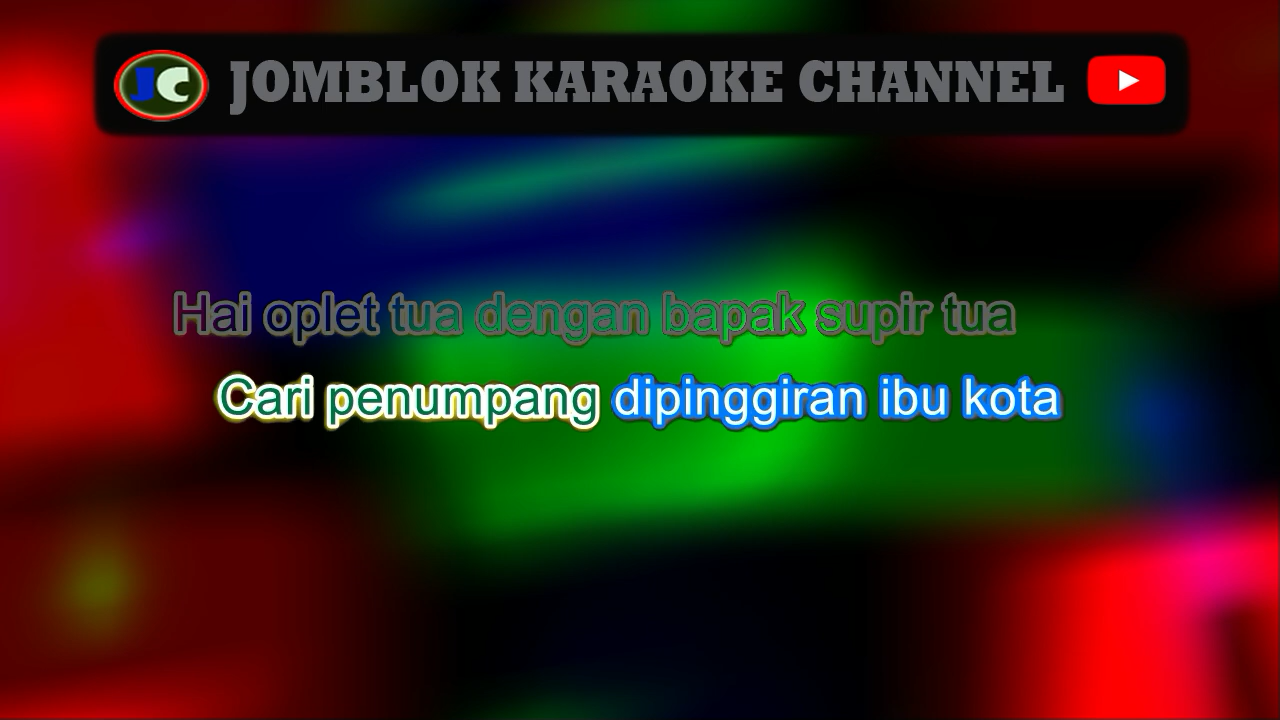 JC JOMBLOK KARAOKE CHANNEL
Hai oplet tua dengan bapak supir tua
Cari penumpang dipinggiran ibu kota